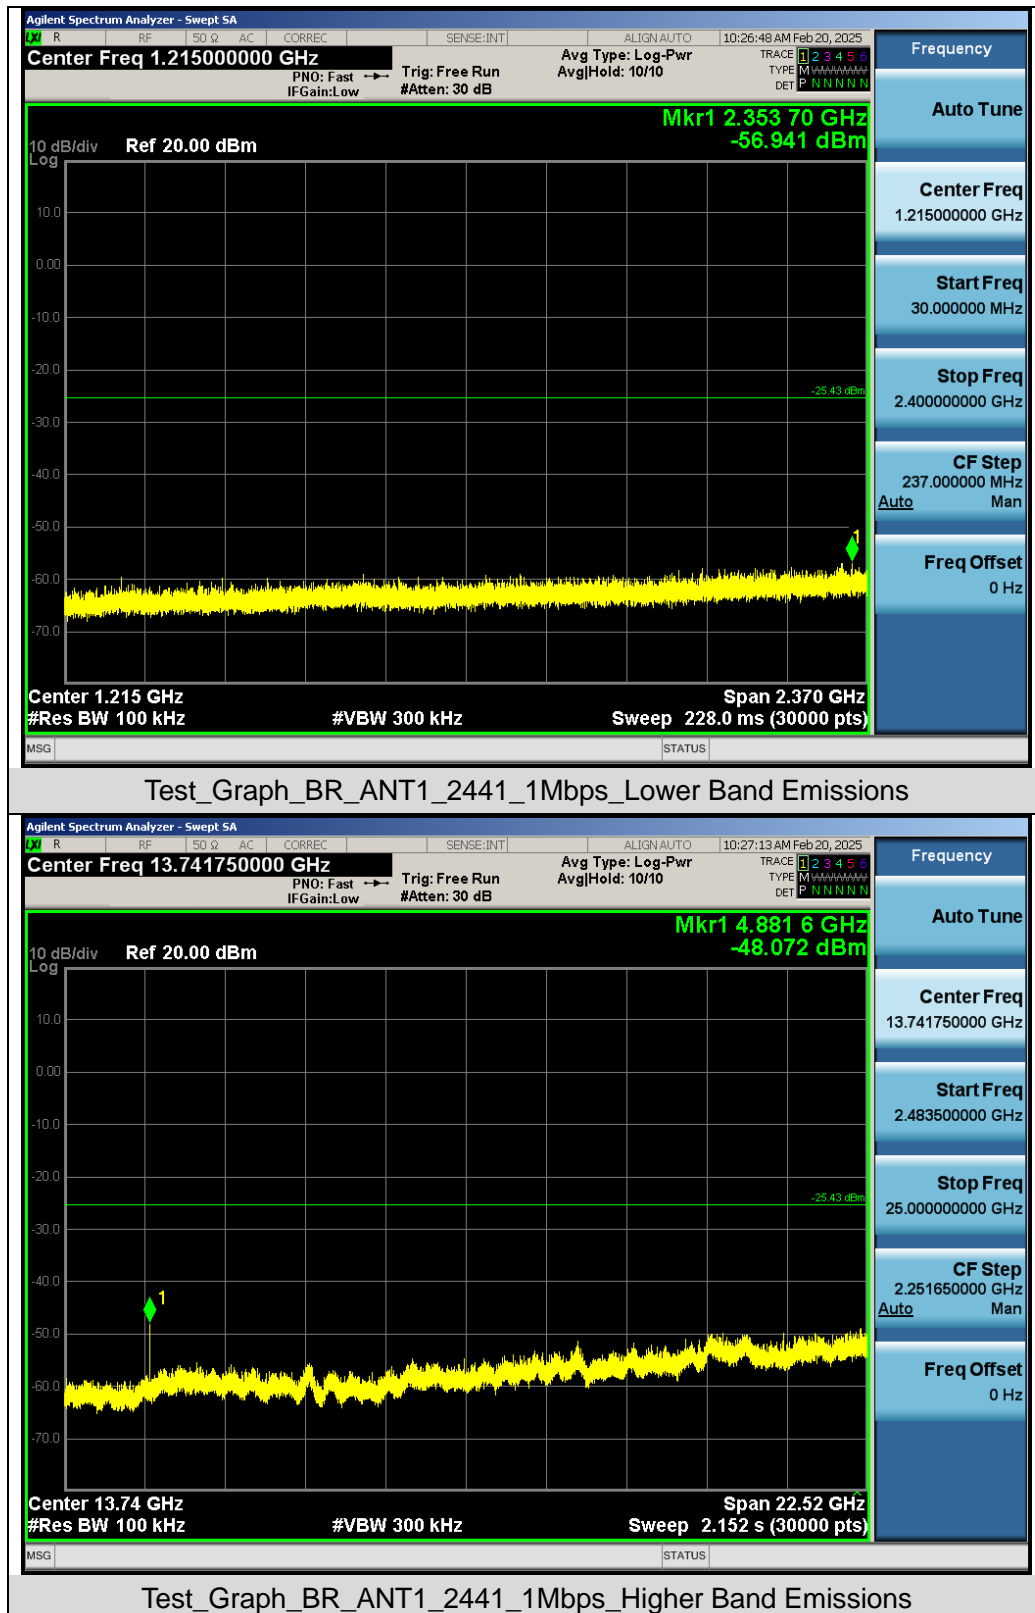 Agilent Spectrum Analyzer - Swept SA
LXI R RF 50 Ω AC CORREC SENSE:INT ALIGN AUTO 10:26:48 AM Feb 20, 2025
Center Freq 1.215000000 GHz
PNO: Fast
IFGain:Low
Trig: Free Run
#Atten: 30 dB
Avg Type: Log-Pwr
Avg|Hold: 10/10
TRACE 1 2 3 4 5 6
TYPE M W W W W W
DET P N N N N N
Mkr1 2.353 70 GHz
-56.941 dBm
10 dB/div Ref 20.00 dBm
Log
10.0
0.00
-10.0
-20.0
-25.43 dBm
-30.0
-40.0
-50.0
1
-60.0
-70.0
Center 1.215 GHz Span 2.370 GHz
#Res BW 100 kHz #VBW 300 kHz Sweep 228.0 ms (30000 pts)
MSG STATUS
Frequency
Auto Tune
Center Freq
1.215000000 GHz
Start Freq
30.000000 MHz
Stop Freq
2.400000000 GHz
CF Step
237.000000 MHz
Auto Man
Freq Offset
0 Hz
Test_Graph_BR_ANT1_2441_1Mbps_Lower Band Emissions
Agilent Spectrum Analyzer - Swept SA
LXI R RF 50 Ω AC CORREC SENSE:INT ALIGN AUTO 10:27:13 AM Feb 20, 2025
Center Freq 13.741750000 GHz
PNO: Fast
IFGain:Low
Trig: Free Run
#Atten: 30 dB
Avg Type: Log-Pwr
Avg|Hold: 10/10
TRACE 1 2 3 4 5 6
TYPE M W W W W W
DET P N N N N N
Mkr1 4.881 6 GHz
-48.072 dBm
10 dB/div Ref 20.00 dBm
Log
10.0
0.00
-10.0
-20.0
-25.43 dBm
-30.0
-40.0
1
-50.0
-60.0
-70.0
Center 13.74 GHz Span 22.52 GHz
#Res BW 100 kHz #VBW 300 kHz Sweep 2.152 s (30000 pts)
MSG STATUS
Frequency
Auto Tune
Center Freq
13.741750000 GHz
Start Freq
2.483500000 GHz
Stop Freq
25.000000000 GHz
CF Step
2.251650000 GHz
Auto Man
Freq Offset
0 Hz
Test_Graph_BR_ANT1_2441_1Mbps_Higher Band Emissions